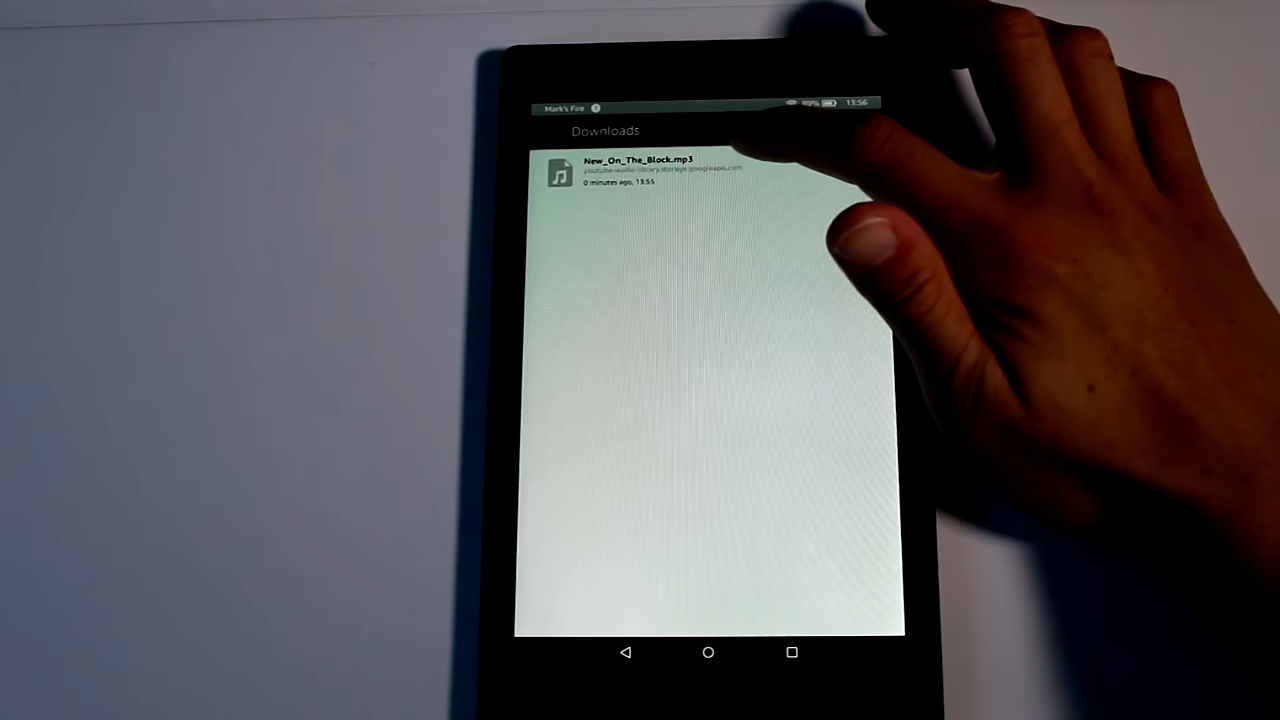 Mark's Fire
13:56
Downloads
New_On_The_Block.mp3
youtube-audio-library.storage.googleapis.com
0 minutes ago, 13:55